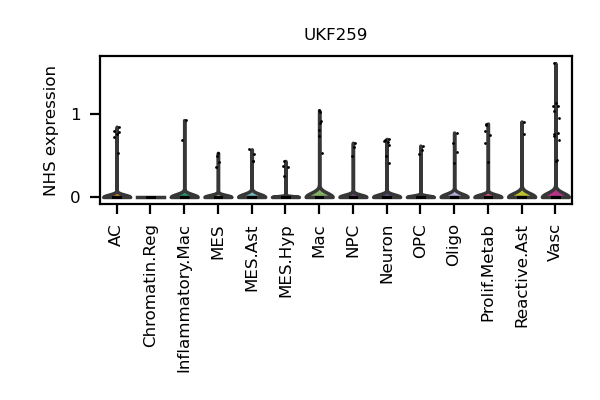 UKF259
NHS expression
1
0
AC
Chromatin.Reg
Inflammatory.Mac
MES
MES.Ast
MES.Hyp
Mac
NPC
Neuron
OPC
Oligo
Prolif.Metab
Reactive.Ast
Vasc